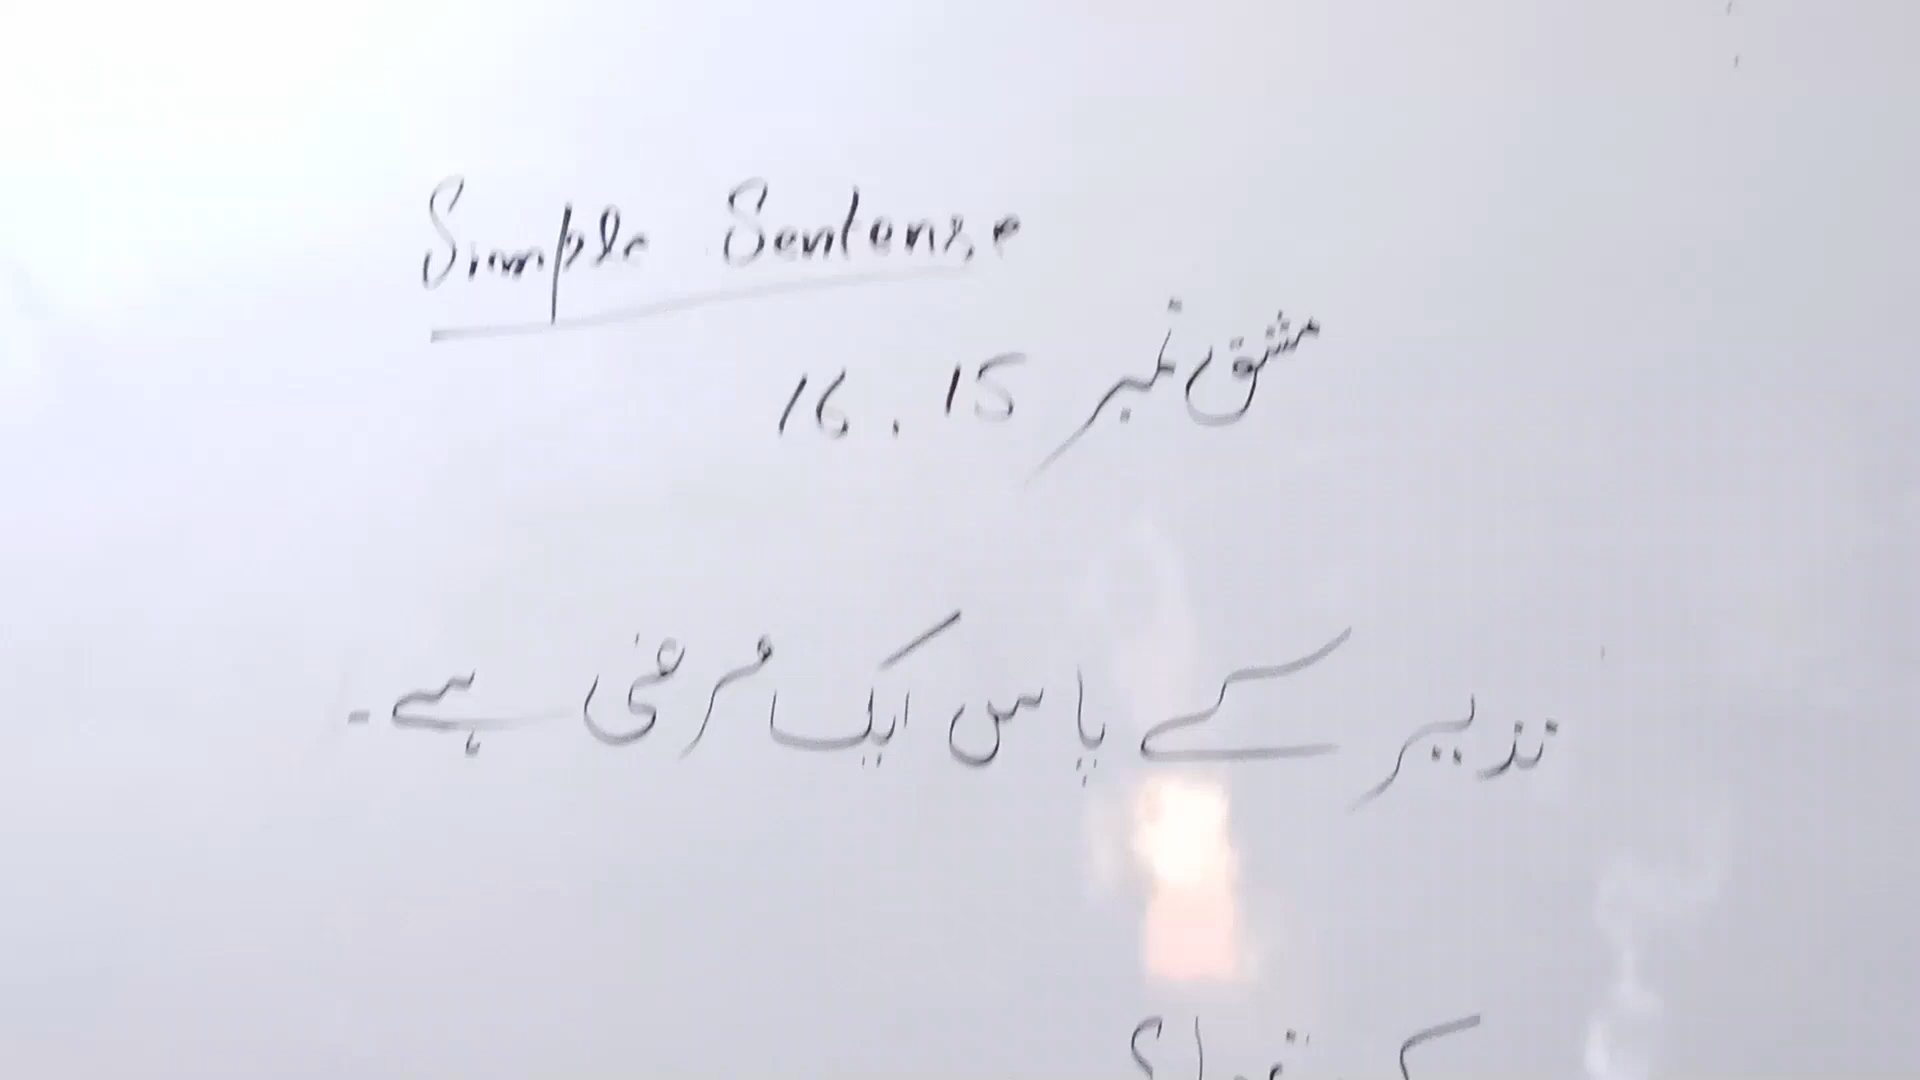 Simple Sentense
مشق نمبر 15 . 16
نذیر کے پاس ایک مرغی ہے۔